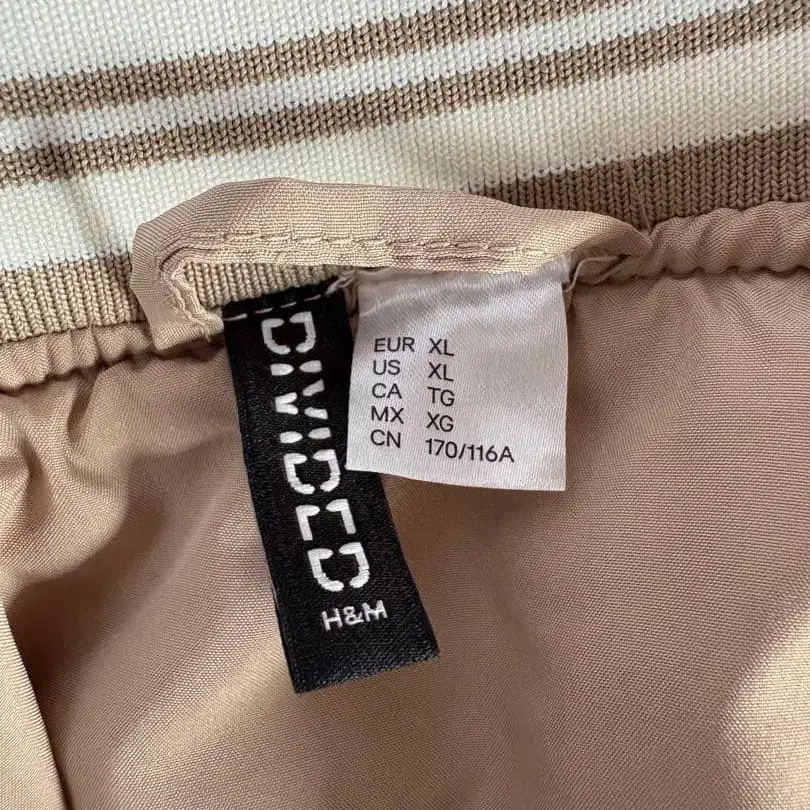 DIVIDED
H&M
EUR XL
US XL
CA TG
MX XG
CN 170/116A